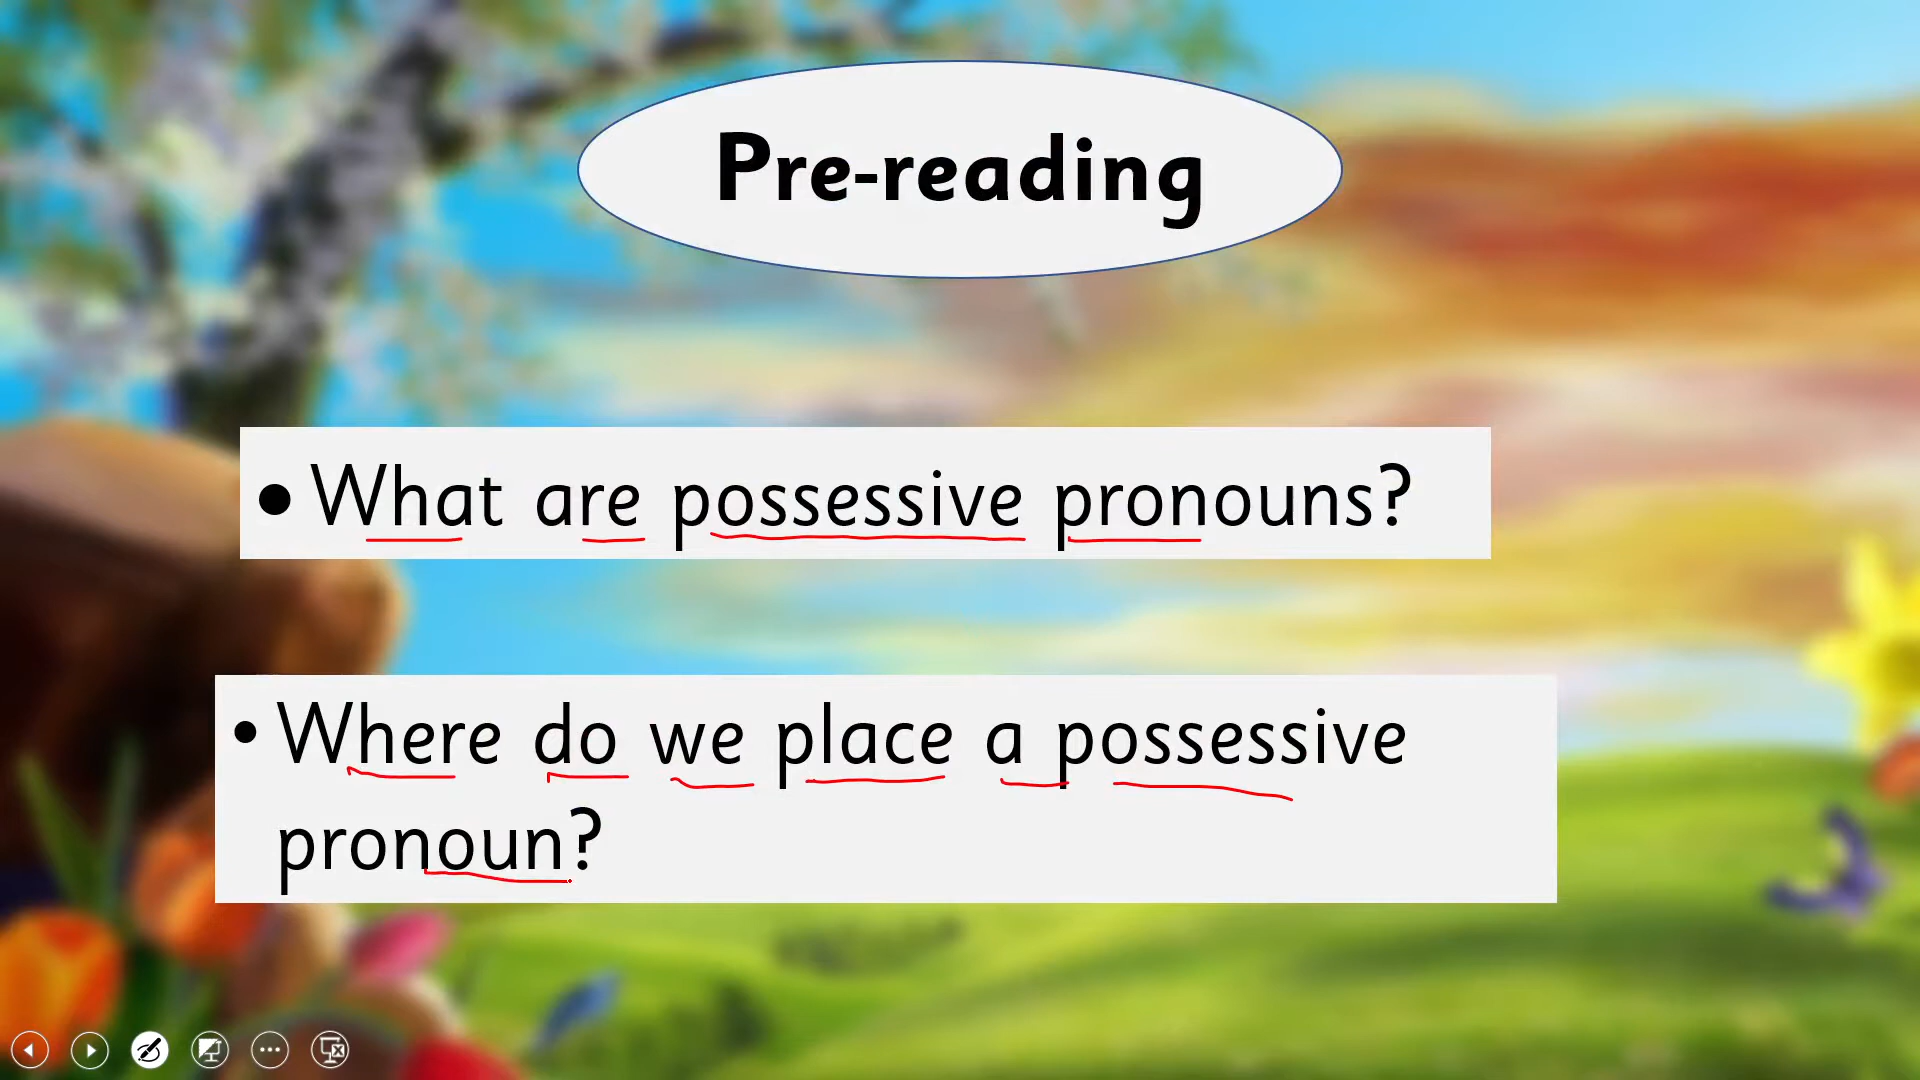 Pre-reading
• What are possessive pronouns?
• Where do we place a possessive
pronoun?